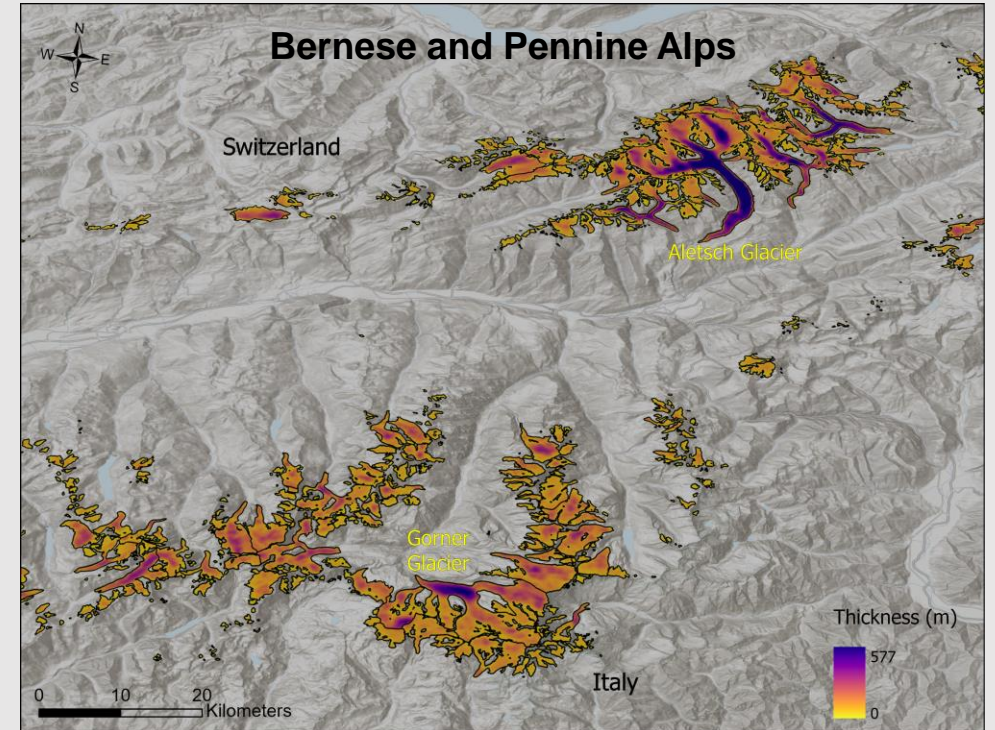 Bernese and Pennine Alps
N
W E
S
Switzerland
Aletsch Glacier
Gorner
Glacier
Thickness (m)
577
0
Italy
0 10 20
Kilometers